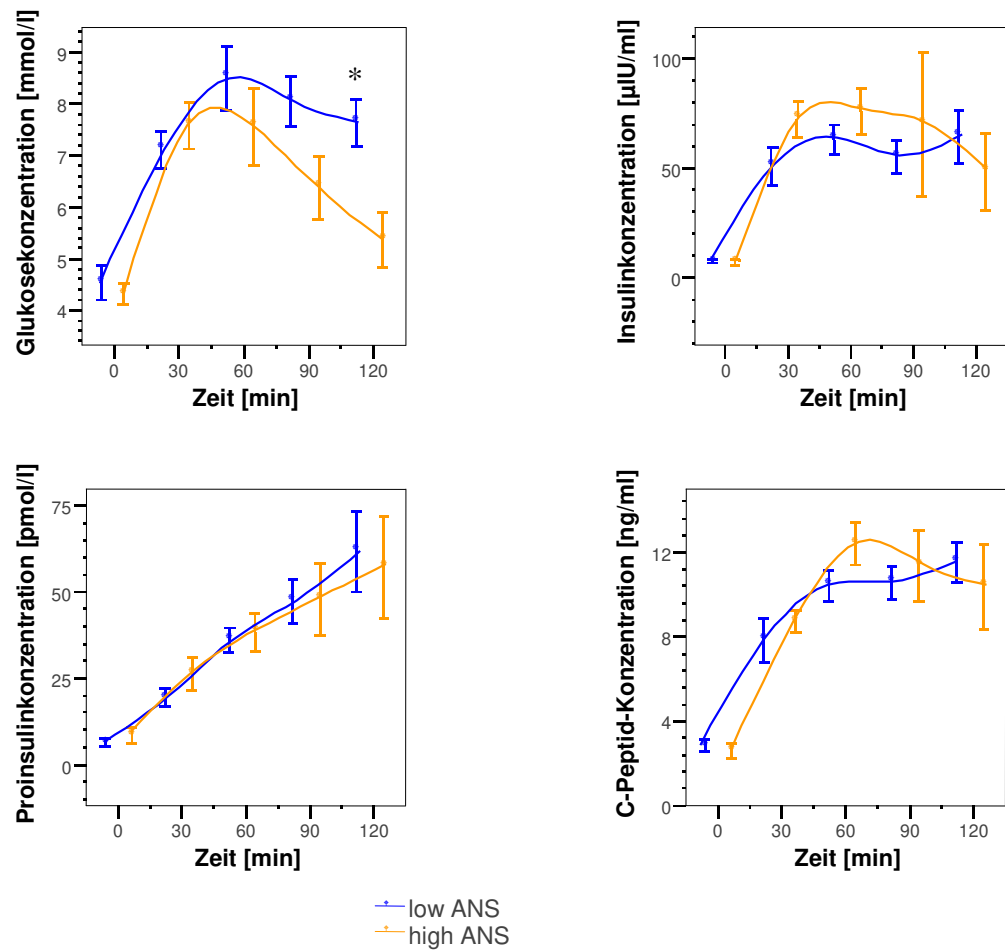 Glukosekonzentration [mmol/l]
9
8
7
6
5
4
*
0 30 60 90 120
Zeit [min]
Insulinkonzentration [µIU/ml]
100
50
0
0 30 60 90 120
Zeit [min]
Proinsulinkonzentration [pmol/l]
75
50
25
0
0 30 60 90 120
Zeit [min]
C-Peptid-Konzentration [ng/ml]
12
8
4
0
0 30 60 90 120
Zeit [min]
low ANS
high ANS